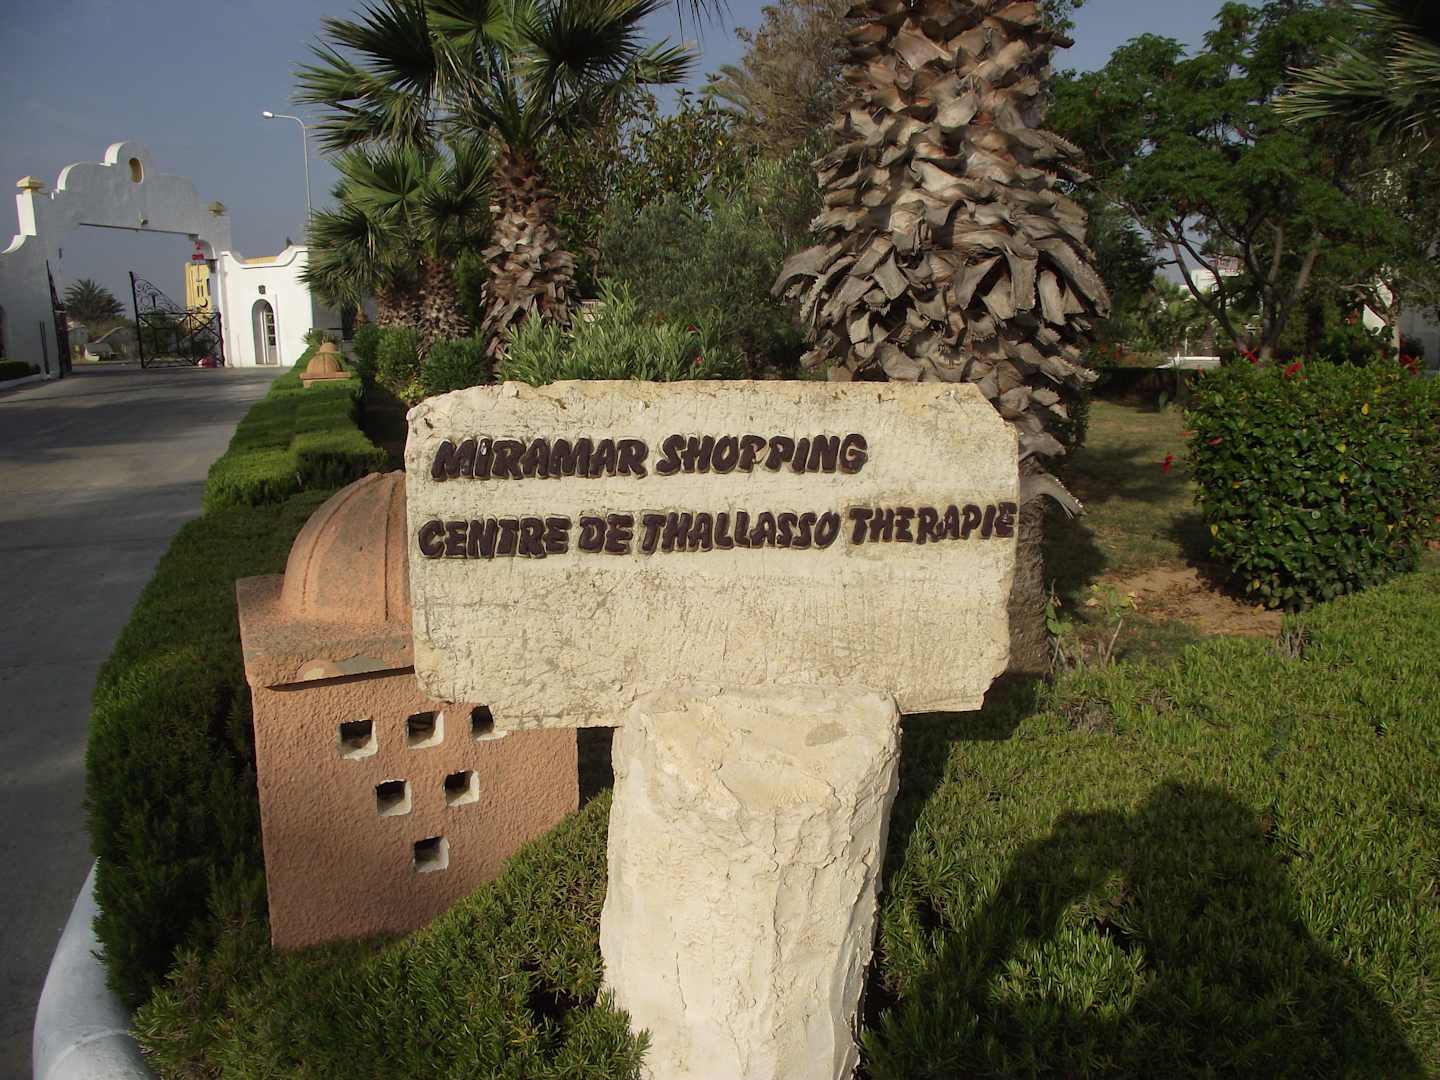 MIRAMAR SHOPPING
CENTRE DE THALLASSO THERAPIE